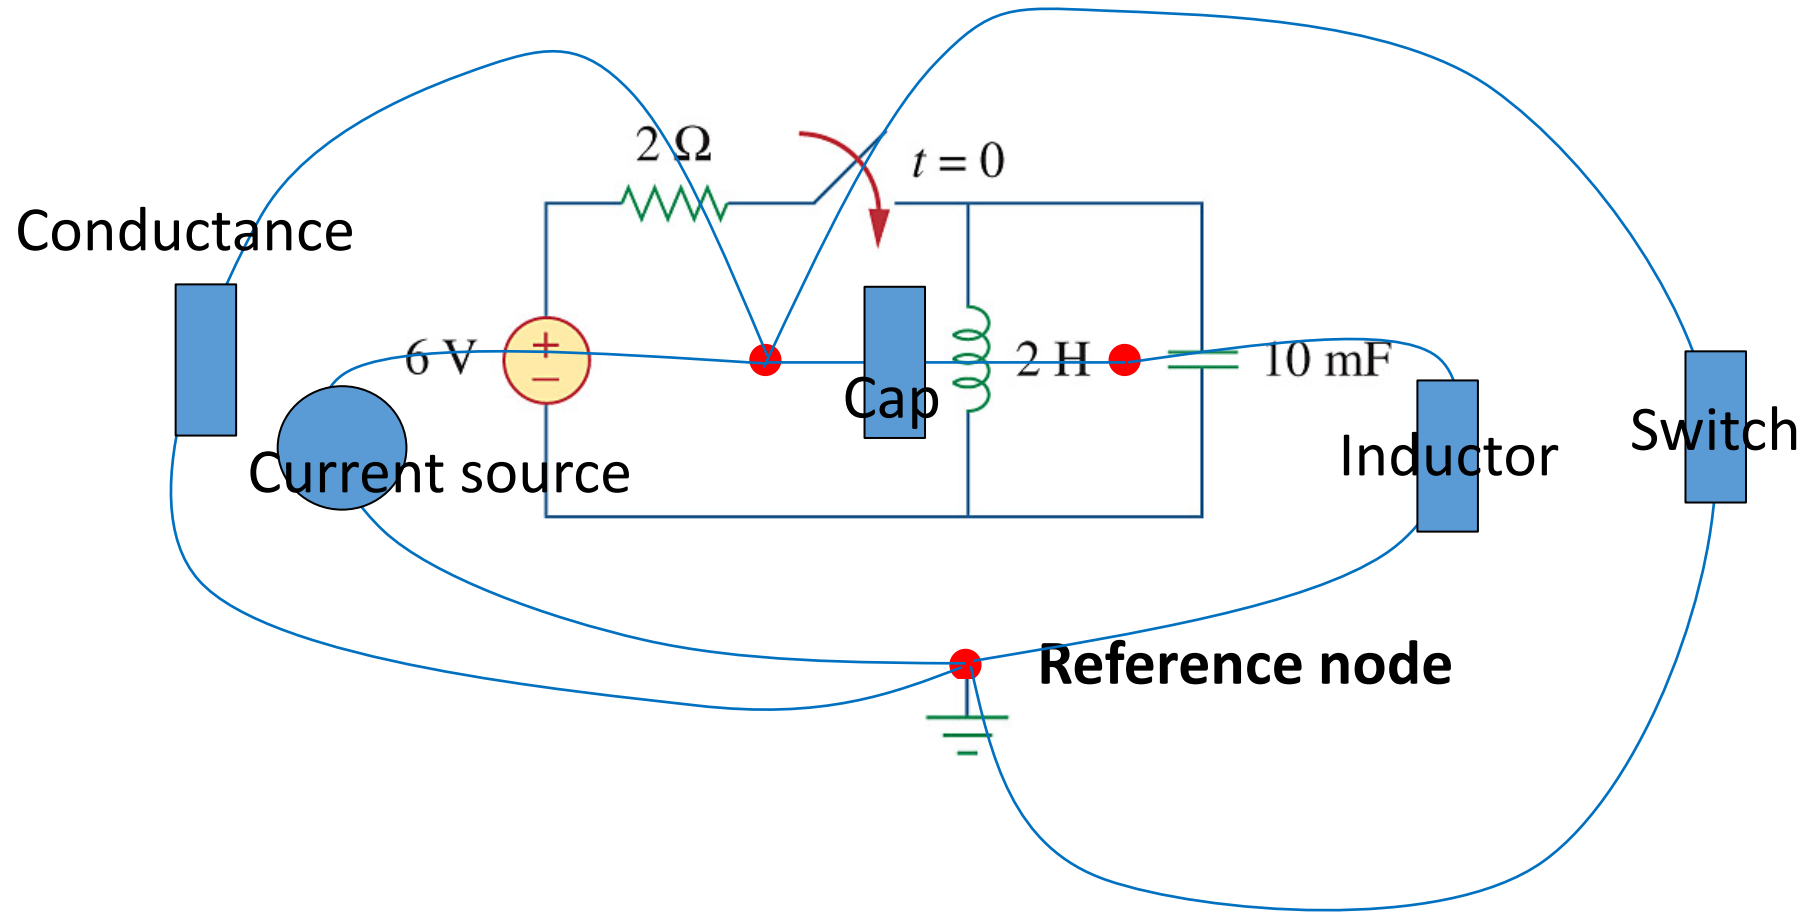 2 Ω
t = 0
Conductance
6 V
2 H
10 mF
Cap
Switch
Inductor
Current source
Reference node